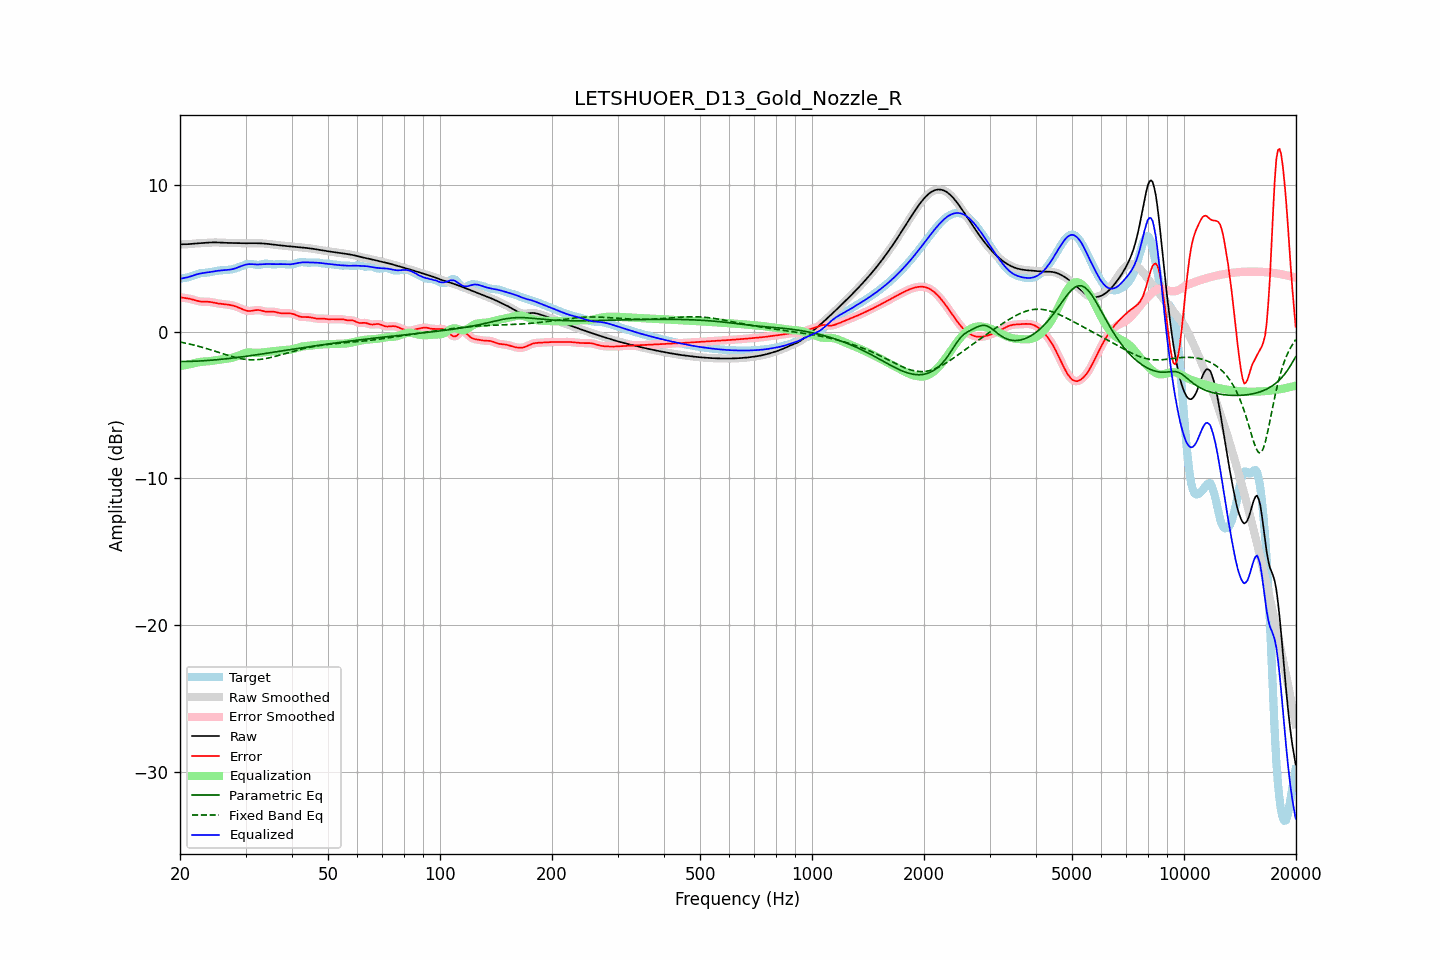 LETSHUOER_D13_Gold_Nozzle_R
Amplitude (dBr)
10
0
−10
−20
−30
Target
Raw Smoothed
Error Smoothed
Raw
Error
Equalization
Parametric Eq
Fixed Band Eq
Equalized
20 50 100 200 500 1000 2000 5000 10000 20000
Frequency (Hz)